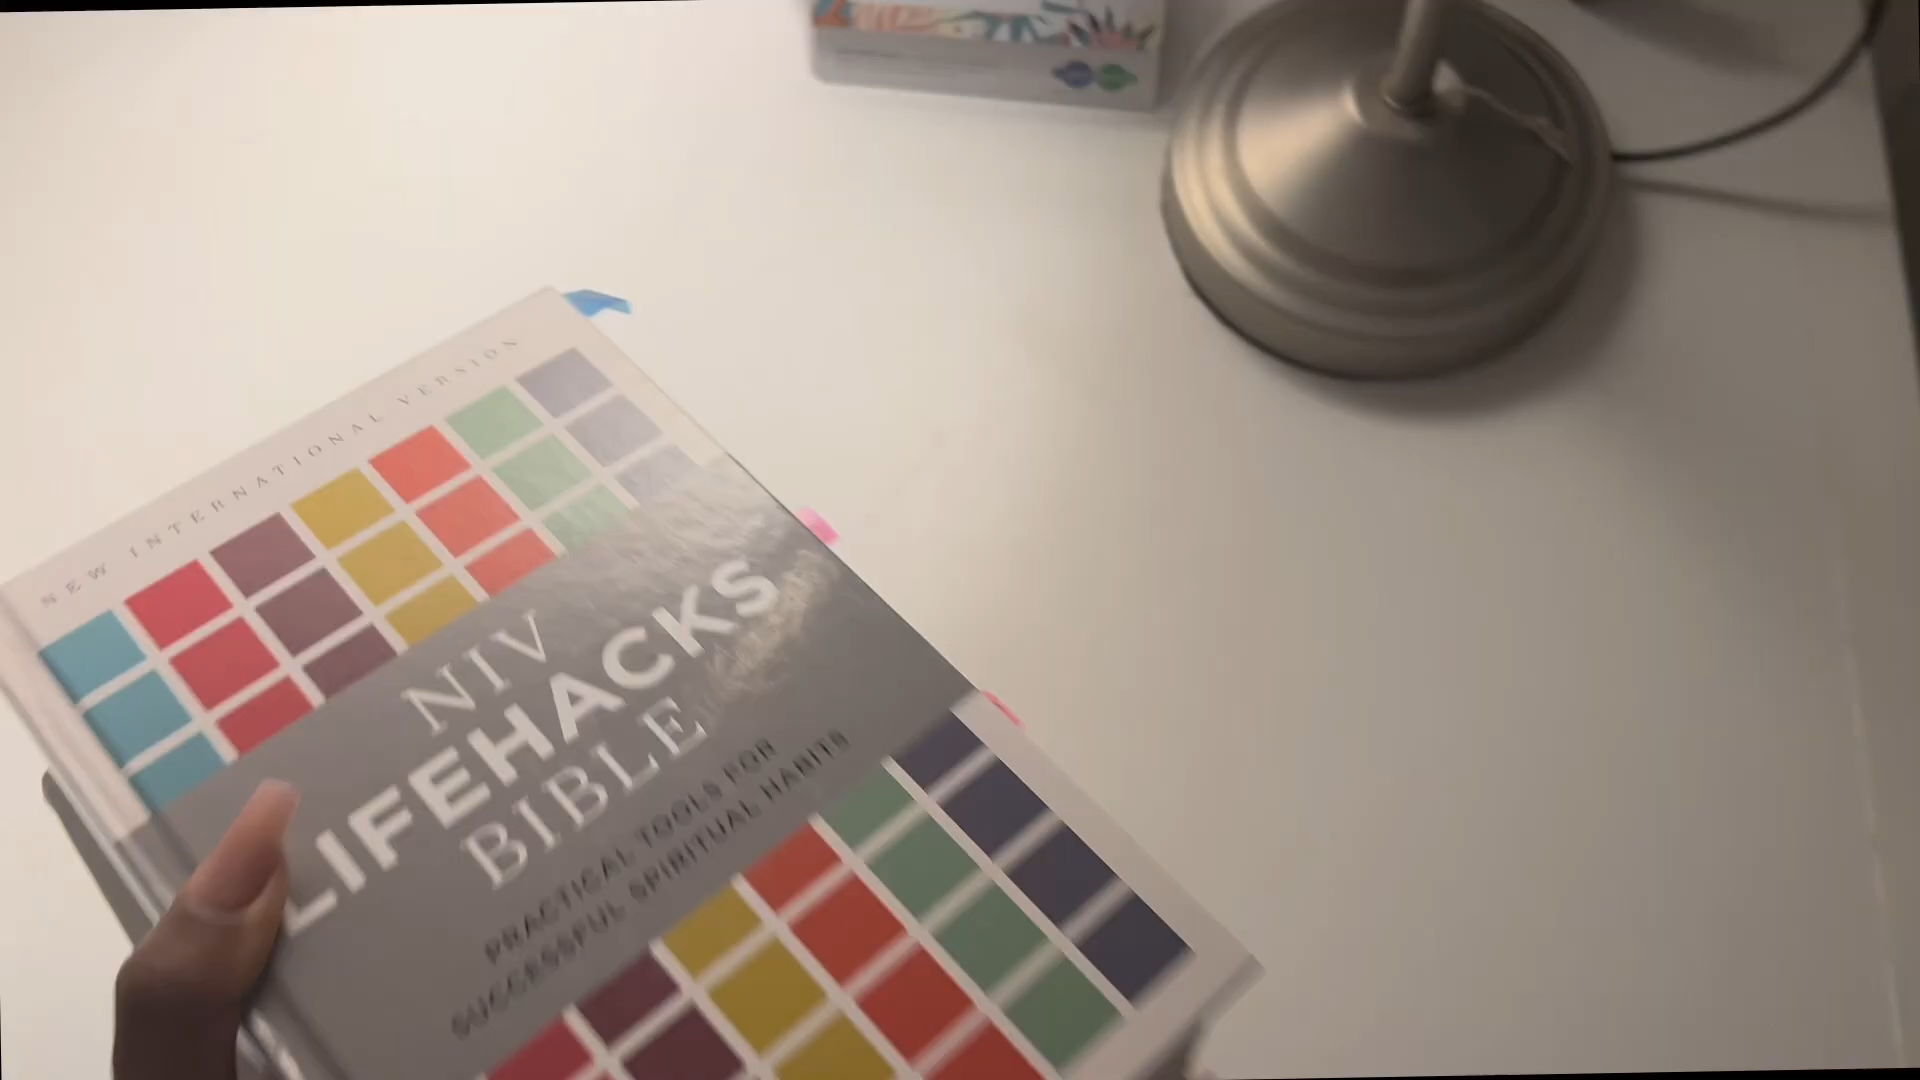 NEW INTERNATIONAL VERSION
NIV
LIFEHACKS
BIBLE
PRACTICAL TOOLS FOR
SUCCESSFUL SPIRITUAL HABITS